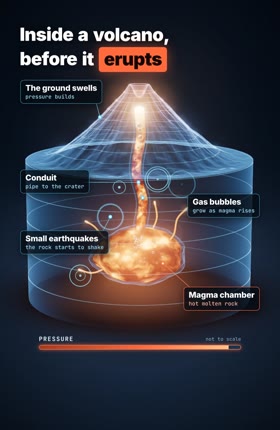 Inside a volcano,
before it erupts
The ground swells
pressure builds
Conduit
pipe to the crater
Gas bubbles
grow as magma rises
Small earthquakes
the rock starts to shake
Magma chamber
hot molten rock
PRESSURE
not to scale